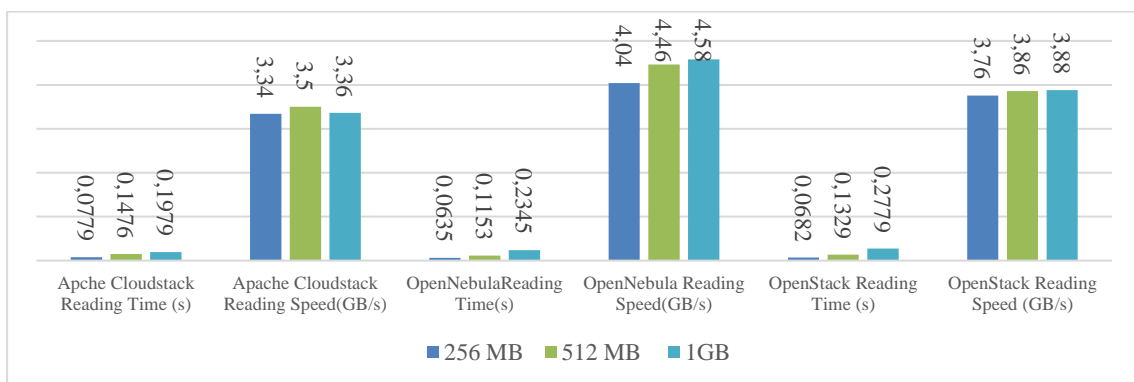 0,0779
0,1476
0,1979
3,34
3,5
3,36
0,0635
0,1153
0,2345
4,04
4,46
4,58
0,0682
0,1329
0,2779
3,76
3,86
3,88
Apche Cloudstack
Reading Time (s)
Apache Cloudstack
Reading Speed(GB/s)
OpenNebulaReading
Time(s)
OpenNebula Reading
Speed(GB/s)
OpenStack Reading
Time (s)
OpenStack Reading
Speed (GB/s)
256 MB
512 MB
1GB